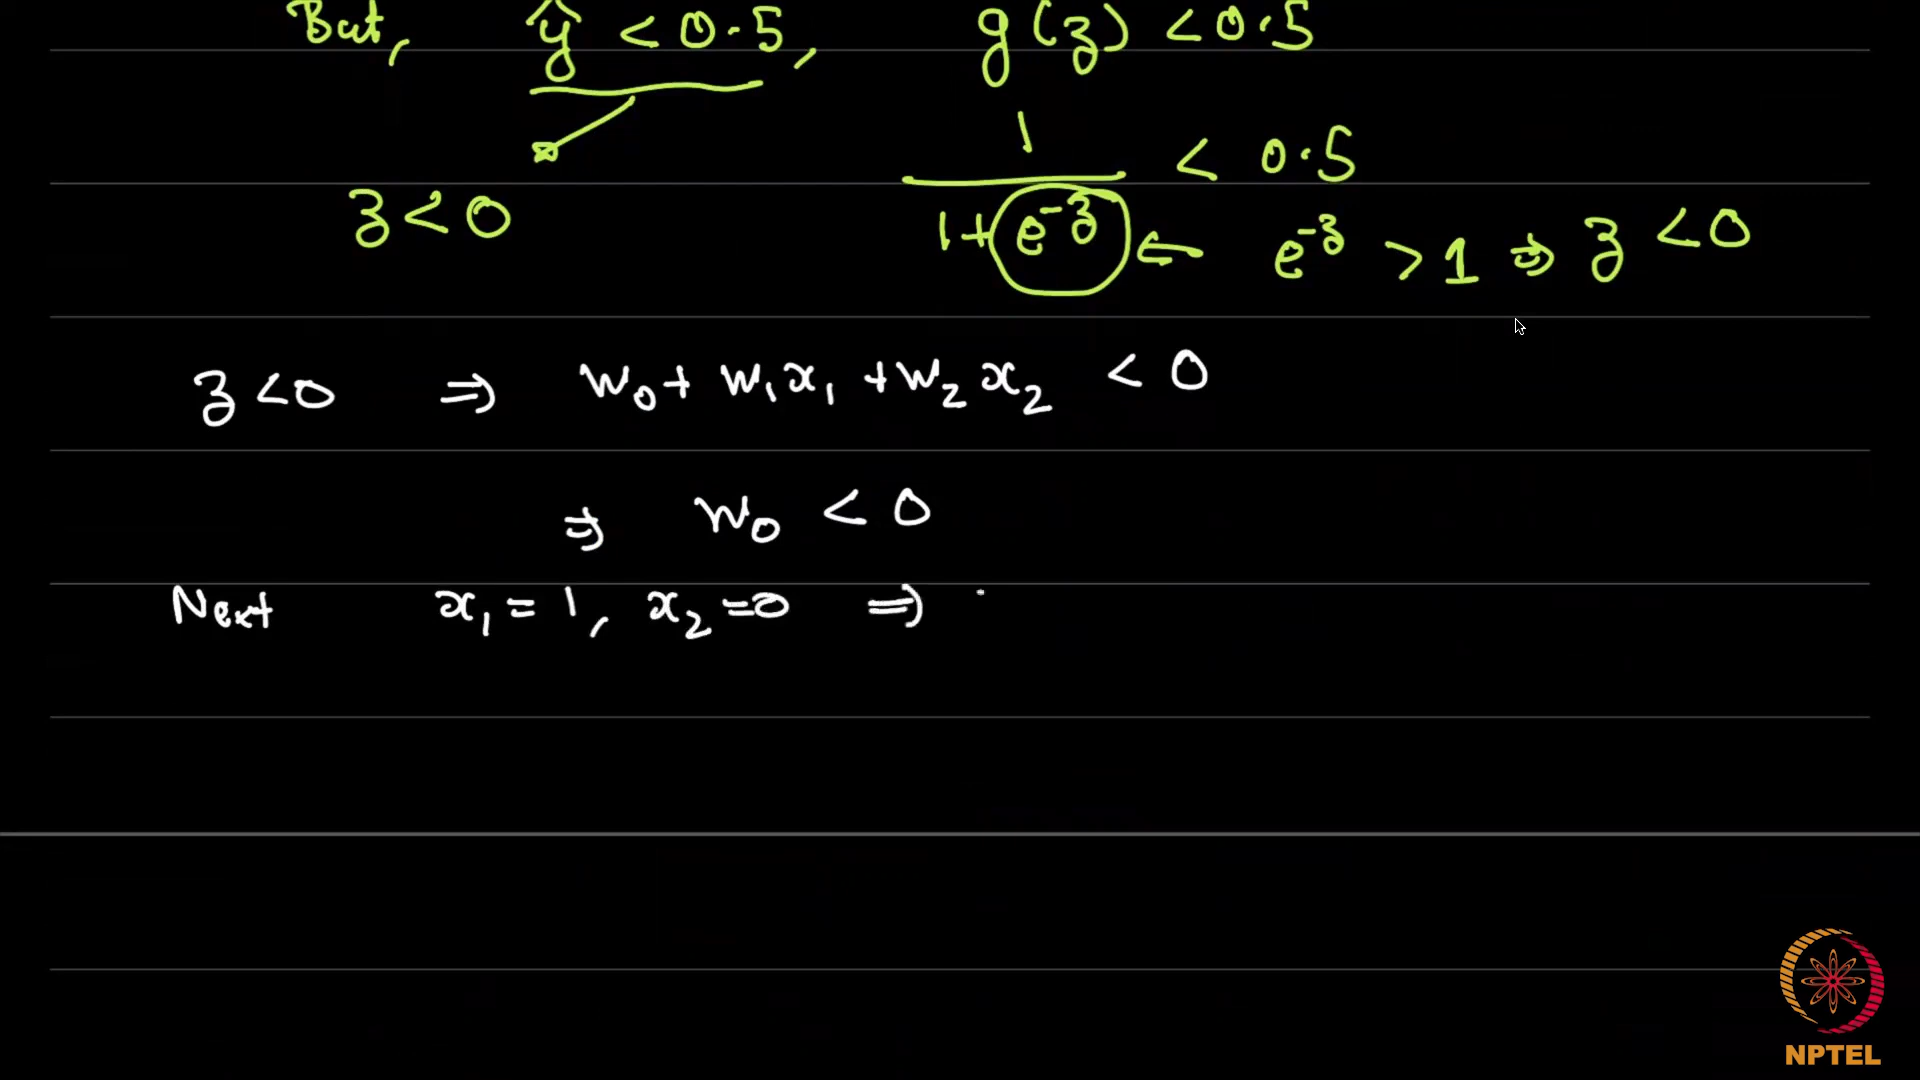 But, ŷ < 0.5, g(z) < 0.5
1 / (1 + e^{-z}) < 0.5
z < 0
← e^{-z} > 1 ⇒ z < 0
z < 0 ⇒ w₀ + w₁x₁ + w₂x₂ < 0
⇒ w₀ < 0
Next x₁ = 1, x₂ = 0 ⇒
NPTEL